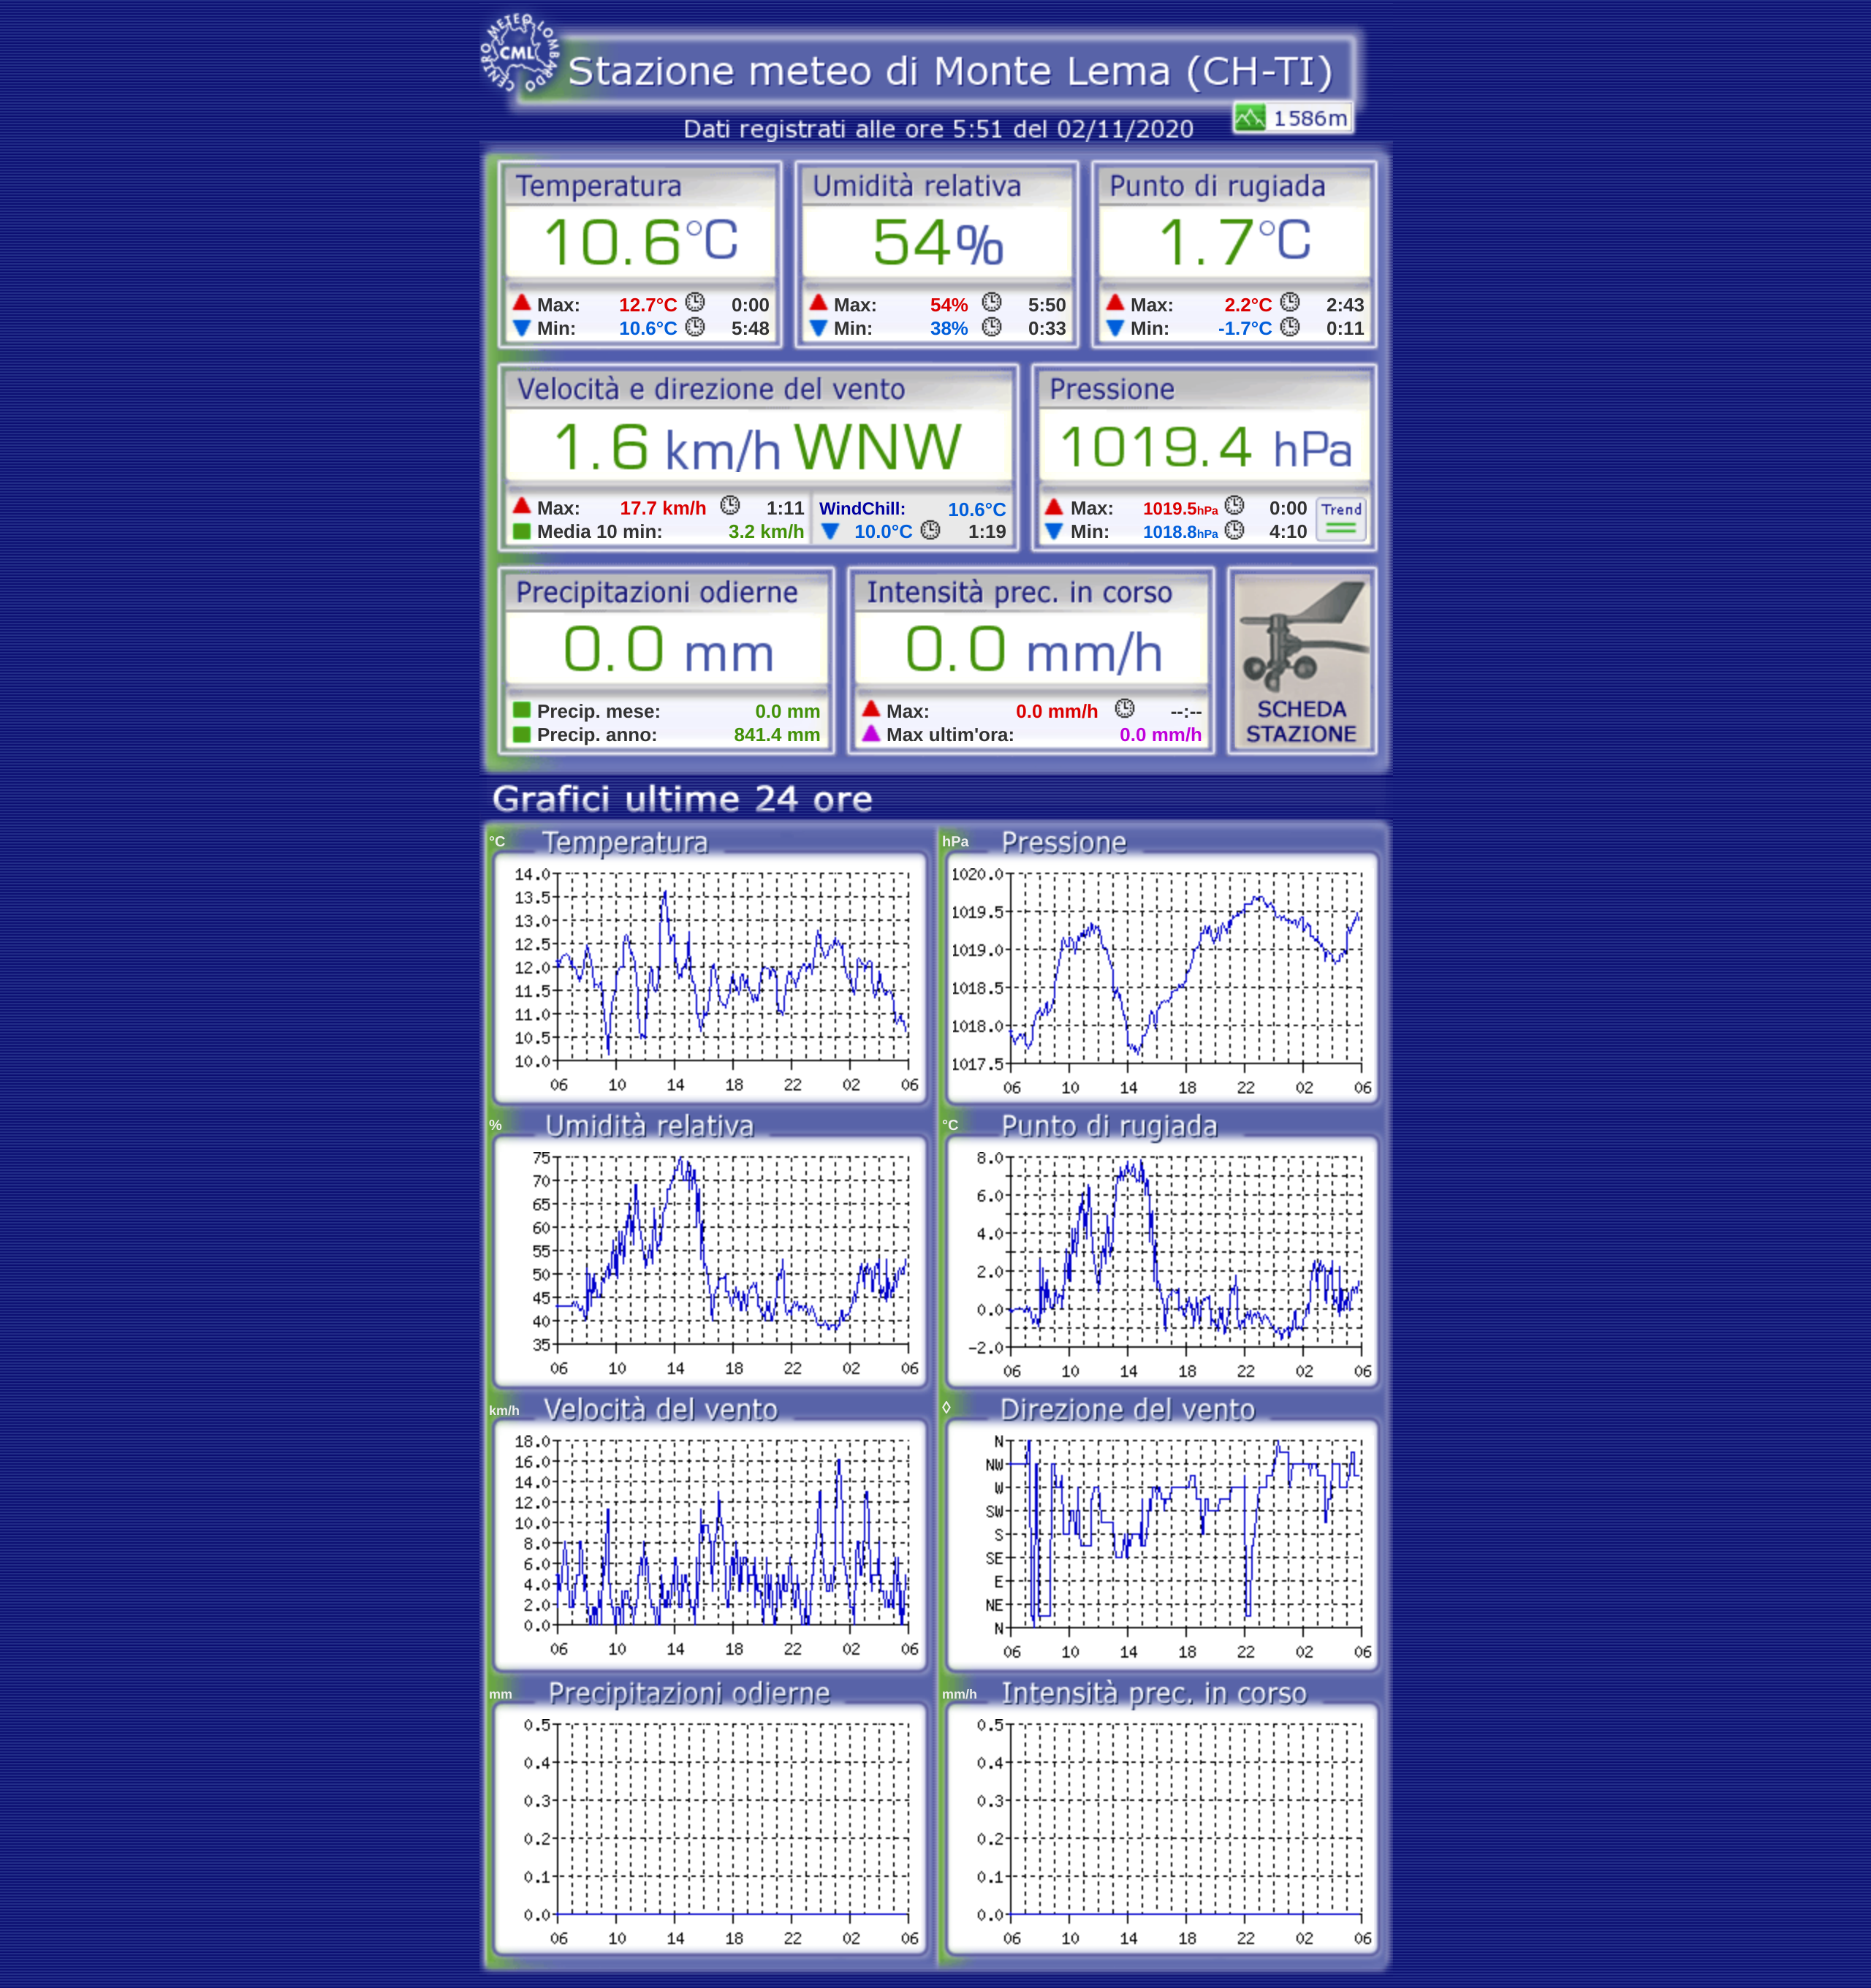 CENTRO METEO LOMBARDO
CML
Stazione meteo di Monte Lema (CH-TI)
1586m
Dati registrati alle ore 5:51 del 02/11/2020
Temperatura
10.6°C
Max: 12.7°C 0:00
Min: 10.6°C 5:48
Umidità relativa
54%
Max: 54% 5:50
Min: 38% 0:33
Punto di rugiada
1.7°C
Max: 2.2°C 2:43
Min: -1.7°C 0:11
Velocità e direzione del vento
1.6 km/h WNW
Max: 17.7 km/h 1:11
Media 10 min: 3.2 km/h
WindChill: 10.6°C
10.0°C 1:19
Pressione
1019.4 hPa
Max: 1019.5hPa 0:00
Min: 1018.8hPa 4:10
Trend
Precipitazioni odierne
0.0 mm
Precip. mese: 0.0 mm
Precip. anno: 841.4 mm
Intensità prec. in corso
0.0 mm/h
Max: 0.0 mm/h --:--
Max ultim'ora: 0.0 mm/h
SCHEDA
STAZIONE
Grafici ultime 24 ore
°C Temperatura
14.0
13.5
13.0
12.5
12.0
11.5
11.0
10.5
10.0
06 10 14 18 22 02 06
hPa Pressione
1020.0
1019.5
1019.0
1018.5
1018.0
1017.5
06 10 14 18 22 02 06
% Umidità relativa
75
70
65
60
55
50
45
40
35
06 10 14 18 22 02 06
°C Punto di rugiada
8.0
6.0
4.0
2.0
0.0
-2.0
06 10 14 18 22 02 06
km/h Velocità del vento
18.0
16.0
14.0
12.0
10.0
8.0
6.0
4.0
2.0
0.0
06 10 14 18 22 02 06
◊ Direzione del vento
N
NW
W
SW
S
SE
E
NE
N
06 10 14 18 22 02 06
mm Precipitazioni odierne
0.5
0.4
0.3
0.2
0.1
0.0
06 10 14 18 22 02 06
mm/h Intensità prec. in corso
0.5
0.4
0.3
0.2
0.1
0.0
06 10 14 18 22 02 06